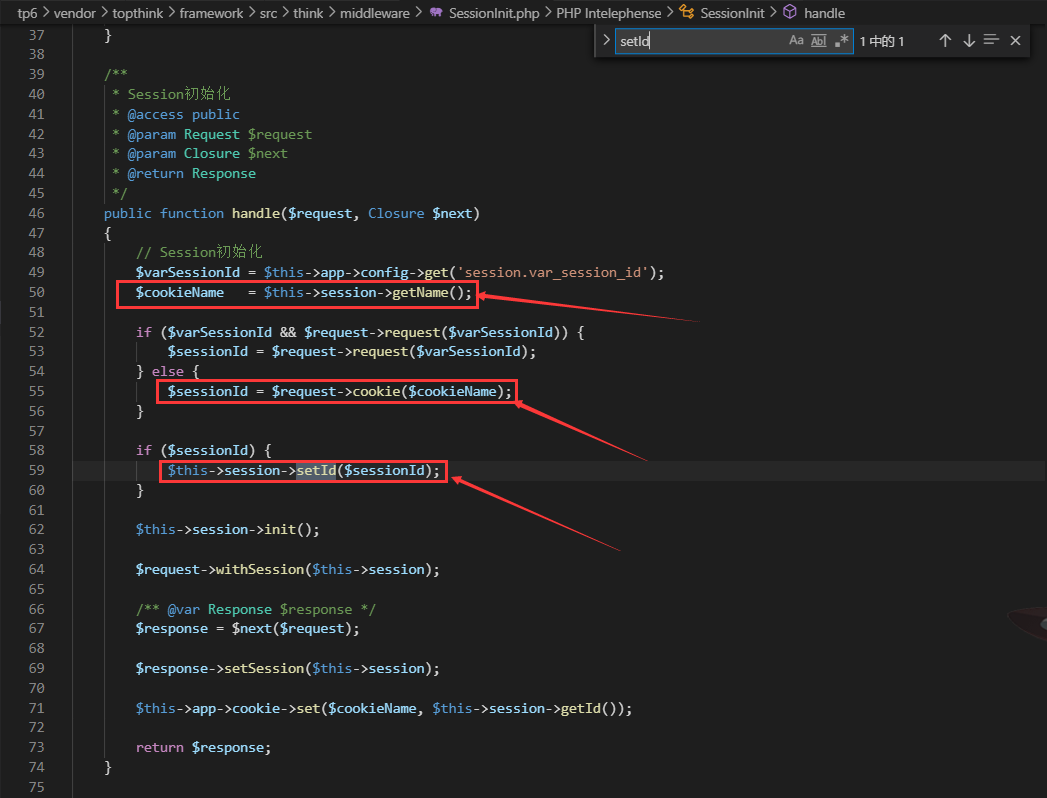 tp6 > vendor > topthink > framework > src > think > middleware > SessionInit.php > PHP Intelephense > SessionInit > handle
setId Aa Abl .* 1 中的 1
37 }
38
39 /**
40 * Session初始化
41 * @access public
42 * @param Request $request
43 * @param Closure $next
44 * @return Response
45 */
46 public function handle($request, Closure $next)
47 {
48 // Session初始化
49 $varSessionId = $this->app->config->get('session.var_session_id');
50 $cookieName   = $this->session->getName();
51
52 if ($varSessionId && $request->request($varSessionId)) {
53 $sessionId = $request->request($varSessionId);
54 } else {
55 $sessionId = $request->cookie($cookieName);
56 }
57
58 if ($sessionId) {
59 $this->session->setId($sessionId);
60 }
61
62 $this->session->init();
63
64 $request->withSession($this->session);
65
66 /** @var Response $response */
67 $response = $next($request);
68
69 $response->setSession($this->session);
70
71 $this->app->cookie->set($cookieName, $this->session->getId());
72
73 return $response;
74 }
75